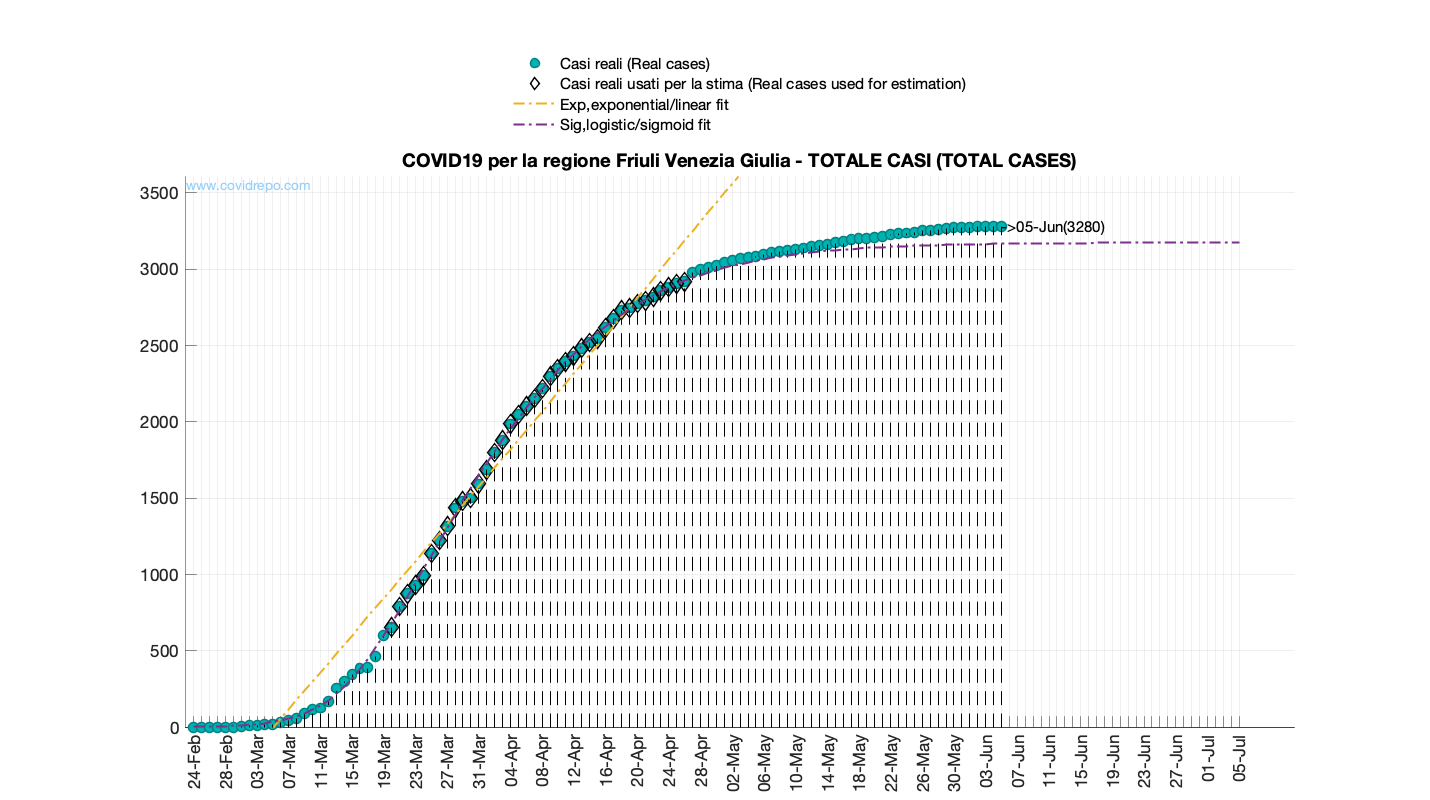 Casi reali (Real cases)
Casi reali usati per la stima (Real cases used for estimation)
Exp,exponential/linear fit
Sig,logistic/sigmoid fit
COVID19 per la regione Friuli Venezia Giulia - TOTALE CASI (TOTAL CASES)
www.covidrepo.com
3500
3000
2500
2000
1500
1000
500
0
>05-Jun(3280)
24-Feb
28-Feb
03-Mar
07-Mar
11-Mar
15-Mar
19-Mar
23-Mar
27-Mar
31-Mar
04-Apr
08-Apr
12-Apr
16-Apr
20-Apr
24-Apr
28-Apr
02-May
06-May
10-May
14-May
18-May
22-May
26-May
30-May
03-Jun
07-Jun
11-Jun
15-Jun
19-Jun
23-Jun
27-Jun
01-Jul
05-Jul